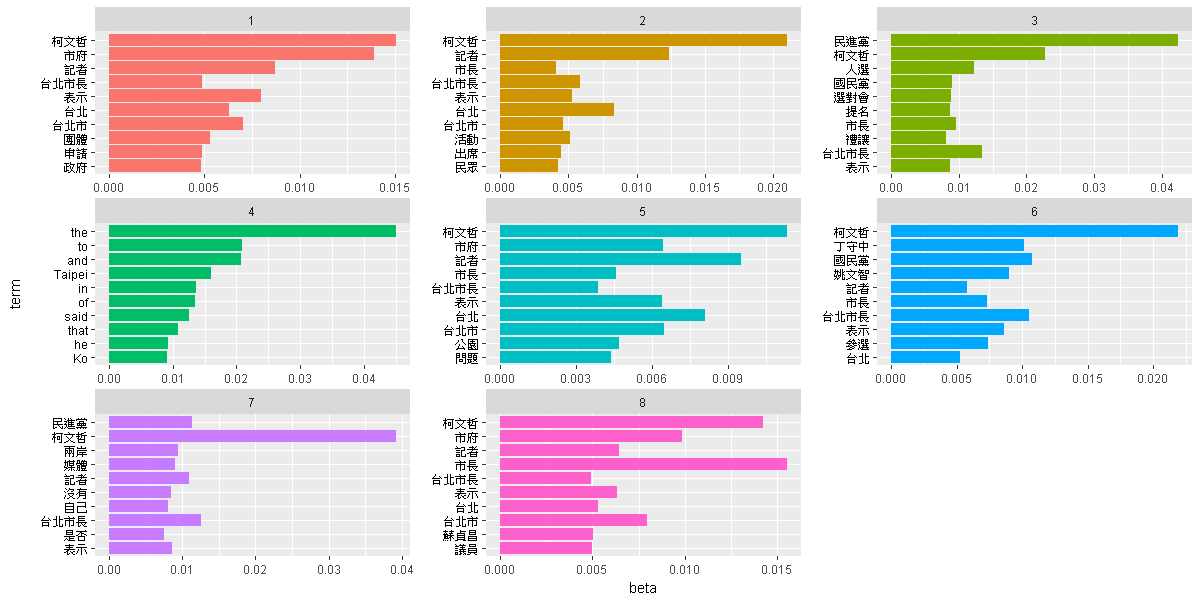 1
柯文哲
市府
記者
台北市長
表示
台北
台北市
團體
申請
政府
0.000 0.005 0.010 0.015
2
柯文哲
記者
市長
台北市長
表示
台北
台北市
活動
出席
民眾
0.000 0.005 0.010 0.015 0.020
3
民進黨
柯文哲
人選
國民黨
選對會
提名
市長
禮讓
台北市長
表示
0.00 0.01 0.02 0.03 0.04
4
the
to
and
Taipei
in
of
said
that
he
Ko
0.00 0.01 0.02 0.03 0.04
5
柯文哲
市府
記者
市長
台北市長
表示
台北
台北市
公園
問題
0.000 0.003 0.006 0.009
6
柯文哲
丁守中
國民黨
姚文智
記者
市長
台北市長
表示
參選
台北
0.000 0.005 0.010 0.015 0.020
7
民進黨
柯文哲
兩岸
媒體
記者
沒有
自己
台北市長
是否
表示
0.00 0.01 0.02 0.03 0.04
8
柯文哲
市府
記者
市長
台北市長
表示
台北
台北市
蘇貞昌
議員
0.000 0.005 0.010 0.015
term
beta